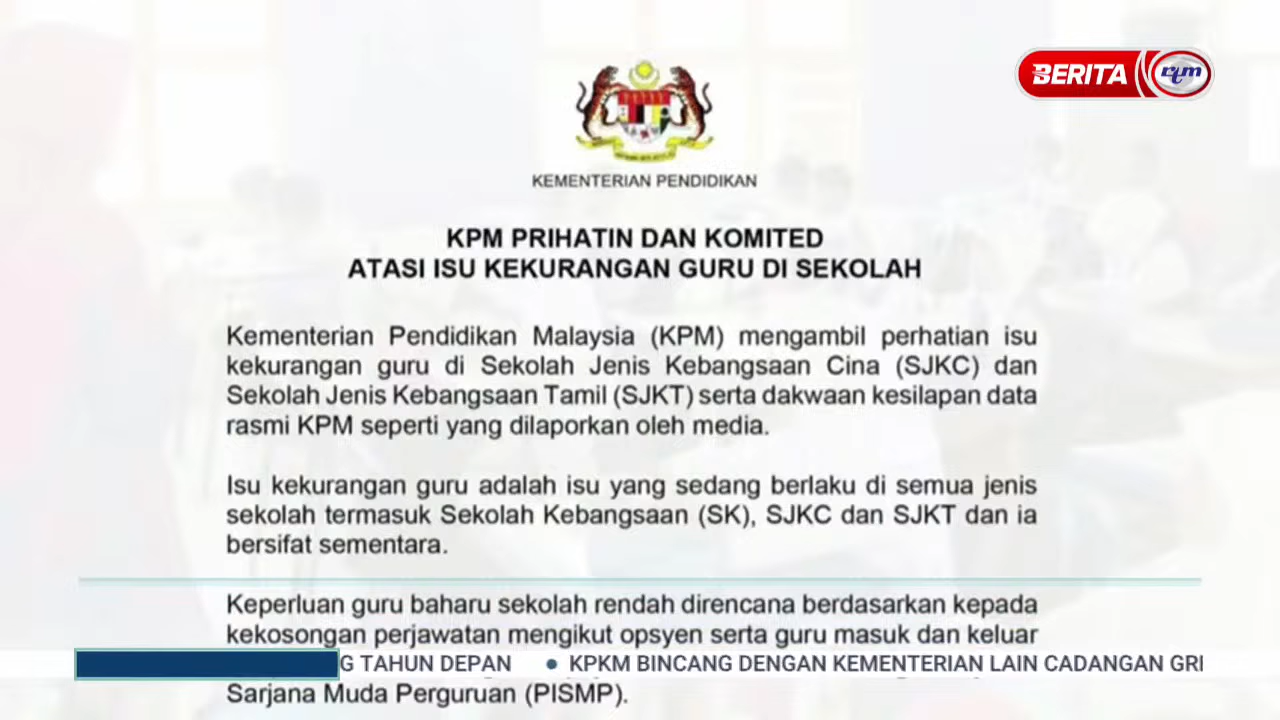 BERITA rtm
KEMENTERIAN PENDIDIKAN
KPM PRIHATIN DAN KOMITED
ATASI ISU KEKURANGAN GURU DI SEKOLAH
Kementerian Pendidikan Malaysia (KPM) mengambil perhatian isu
kekurangan guru di Sekolah Jenis Kebangsaan Cina (SJKC) dan
Sekolah Jenis Kebangsaan Tamil (SJKT) serta dakwaan kesilapan data
rasmi KPM seperti yang dilaporkan oleh media.
Isu kekurangan guru adalah isu yang sedang berlaku di semua jenis
sekolah termasuk Sekolah Kebangsaan (SK), SJKC dan SJKT dan ia
bersifat sementara.
Keperluan guru baharu sekolah rendah direncana berdasarkan kepada
kekosongan perjawatan mengikut opsyen serta guru masuk dan keluar
G TAHUN DEPAN • KPKM BINCANG DENGAN KEMENTERIAN LAIN CADANGAN GRI
Sarjana Muda Perguruan (PISMP).